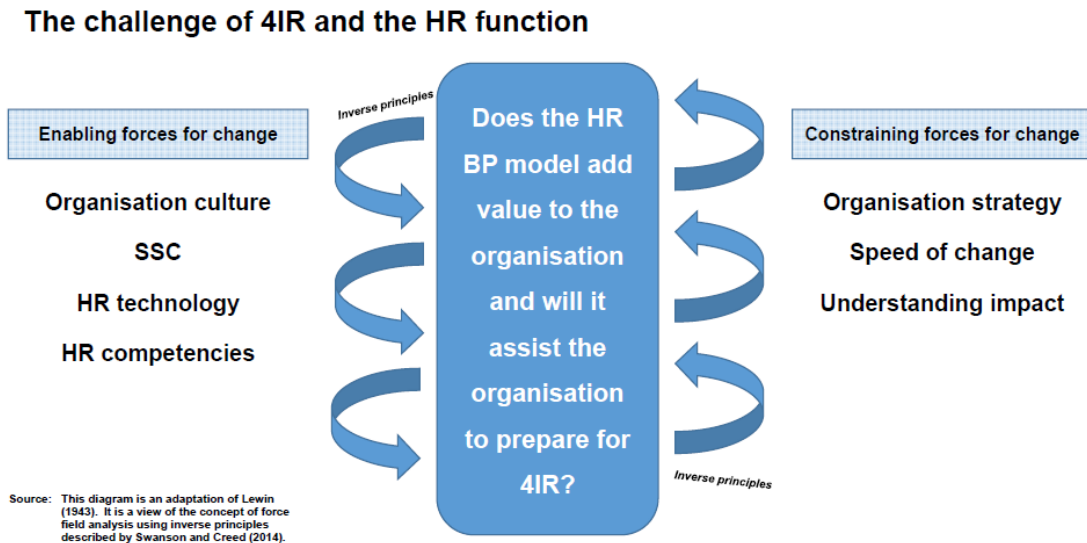 The challenge of 4IR and the HR function
Inverse principles
Enabling forces for change
Organisation culture
SSC
HR technology
HR competencies
Does the HR
BP model add
value to the
organisation
and will it
assist the
organisation
to prepare for
4IR?
Constraining forces for change
Organisation strategy
Speed of change
Understanding impact
Inverse principles
Source: This diagram is an adaptation of Lewin
(1943). It is a view of the concept of force
field analysis using inverse principles
described by Swanson and Creed (2014).